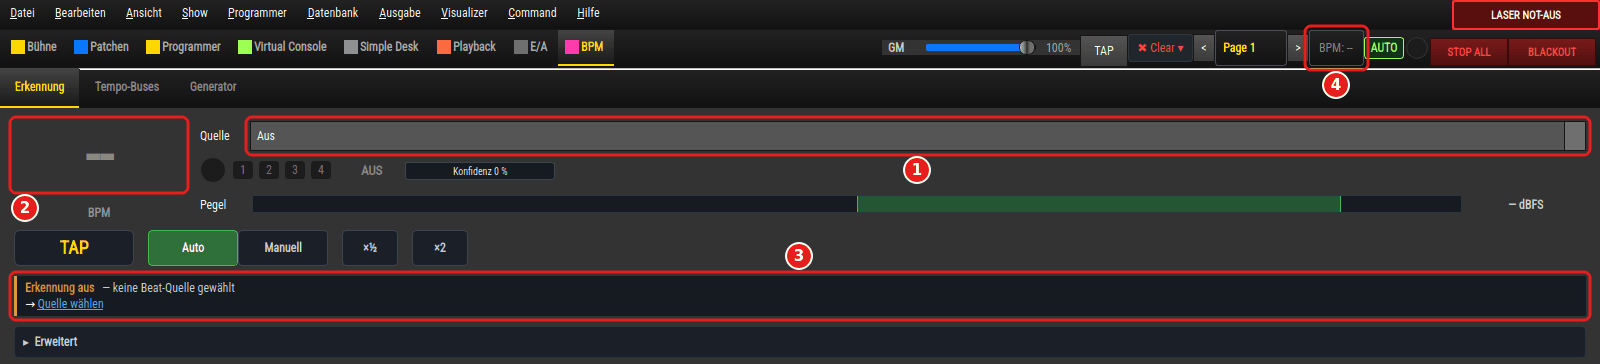 Datei Bearbeiten Ansicht Show Programmer Datenbank Ausgabe Visualizer Command Hilfe LASER NOT-AUS
Bühne Patchen Programmer Virtual Console Simple Desk Playback E/A BPM GM 100% TAP ✖ Clear ▾ < Page 1 > BPM: -- AUTO STOP ALL BLACKOUT
4
Erkennung Tempo-Buses Generator
Quelle Aus
––
1 2 3 4 AUS Konfidenz 0 %
1
2
BPM
Pegel – dBFS
TAP Auto Manuell ×½ ×2
3
Erkennung aus – keine Beat-Quelle gewählt
→ Quelle wählen
▸ Erweitert